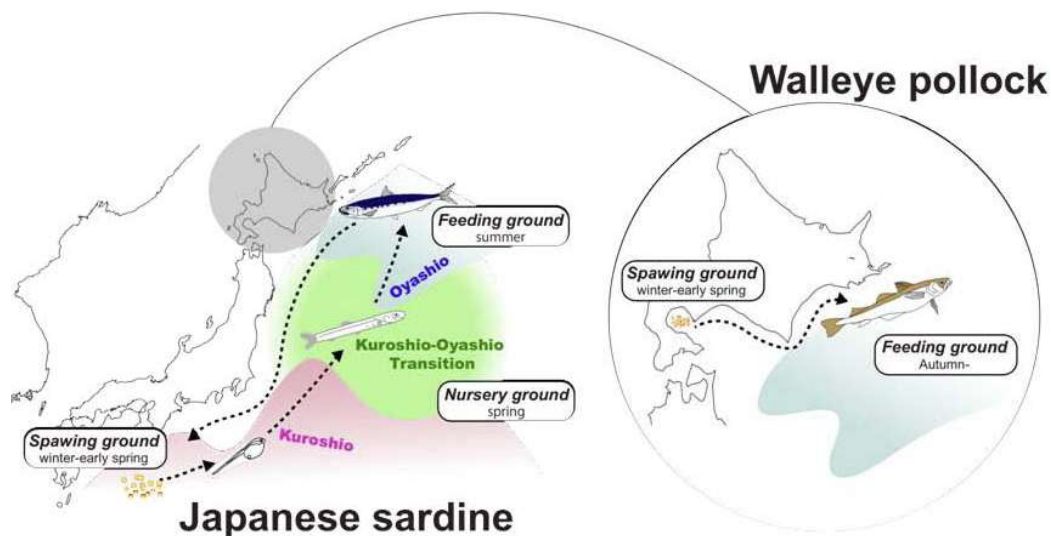 Walleye pollock
Feeding ground
summer
Oyashio
Kuroshio-Oyashio
Transition
Nursery ground
spring
Spawing ground
winter-early spring
Kuroshio
Japanese sardine
Spawing ground
winter-early spring
Feeding ground
Autumn-